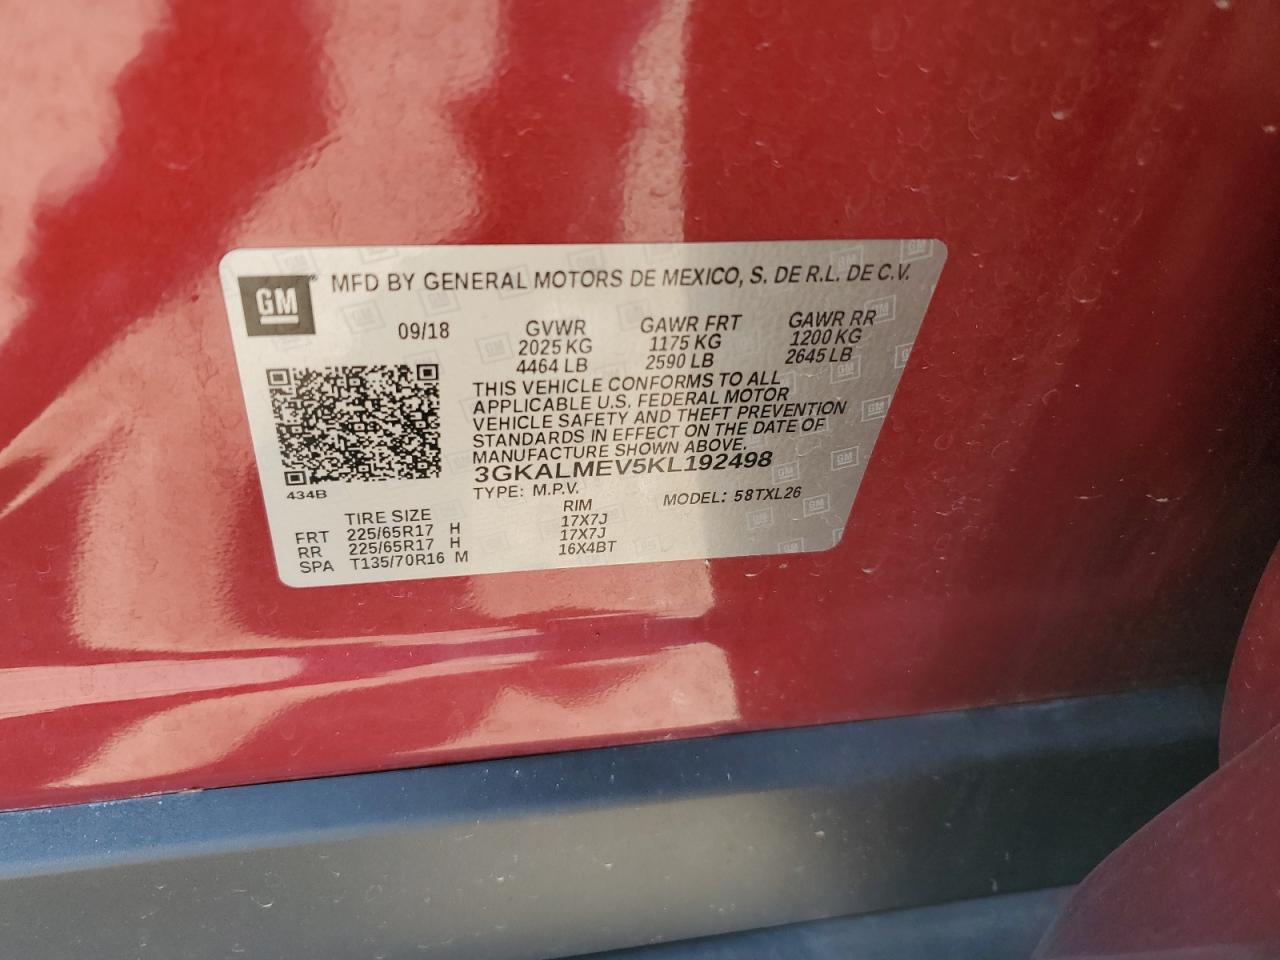 GM MFD BY GENERAL MOTORS DE MEXICO, S. DE R.L. DE C.V.
09/18 GVWR GAWR FRT GAWR RR
2025 KG 1175 KG 1200 KG
4464 LB 2590 LB 2645 LB
THIS VEHICLE CONFORMS TO ALL
APPLICABLE U.S. FEDERAL MOTOR
VEHICLE SAFETY AND THEFT PREVENTION
STANDARDS IN EFFECT ON THE DATE OF
MANUFACTURE SHOWN ABOVE.
3GKALMEV5KL192498
434B TYPE: M.P.V. MODEL: 58TXL26
TIRE SIZE RIM
FRT 225/65R17 H 17X7J
RR 225/65R17 H 17X7J
SPA T135/70R16 M 16X4BT